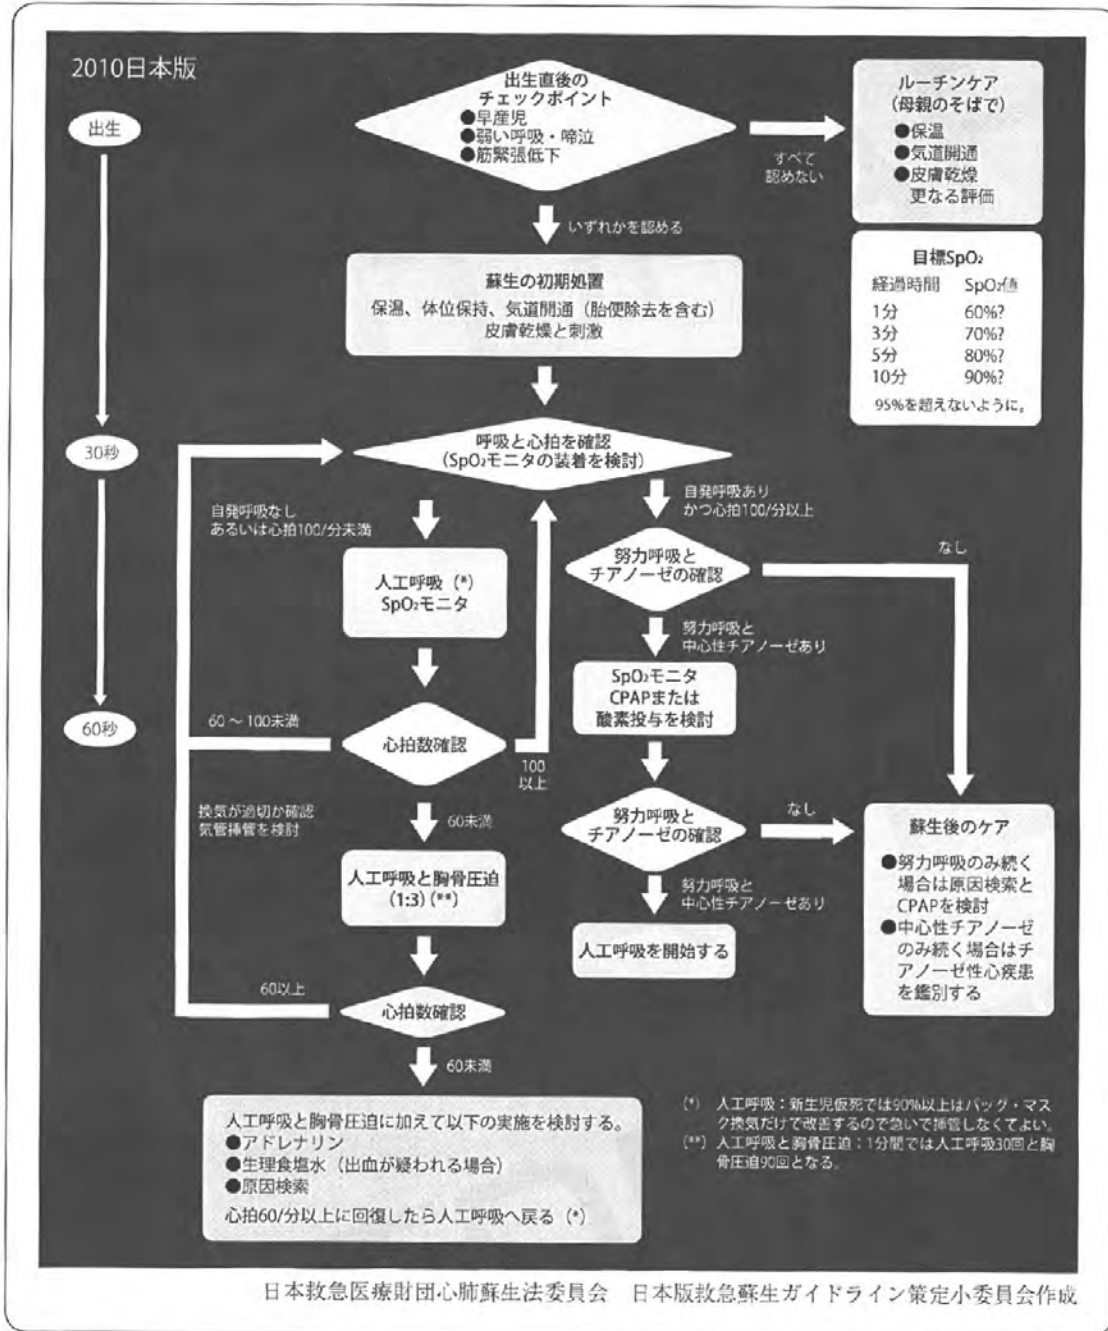 2010日本版
出生
30秒
60秒
出生直後の
チェックポイント
●早産児
●弱い呼吸・啼泣
●筋緊張低下
すべて
認めない
ルーチンケア
(母親のそばで)
●保温
●気道開通
●皮膚乾燥
更なる評価
いずれかを認める
目標SpO₂
経過時間 SpO₂値
1分 60%?
3分 70%?
5分 80%?
10分 90%?
95%を超えないように。
蘇生の初期処置
保温、体位保持、気道開通（胎便除去を含む）
皮膚乾燥と刺激
呼吸と心拍を確認
(SpO₂モニタの装着を検討)
自発呼吸なし
あるいは心拍100/分未満
自発呼吸あり
かつ心拍100/分以上
人工呼吸（*）
SpO₂モニタ
努力呼吸と
チアノーゼの確認
なし
努力呼吸と
中心性チアノーゼあり
SpO₂モニタ
CPAPまたは
酸素投与を検討
60～100未満
心拍数確認
100
以上
換気が適切か確認
気管挿管を検討
60未満
努力呼吸と
チアノーゼの確認
なし
蘇生後のケア
●努力呼吸のみ続く
場合は原因検索と
CPAPを検討
●中心性チアノーゼ
のみ続く場合はチ
アノーゼ性心疾患
を鑑別する
人工呼吸と胸骨圧迫
(1:3)(**)
努力呼吸と
中心性チアノーゼあり
人工呼吸を開始する
60以上
心拍数確認
60未満
人工呼吸と胸骨圧迫に加えて以下の実施を検討する。
●アドレナリン
●生理食塩水（出血が疑われる場合）
●原因検索
心拍60/分以上に回復したら人工呼吸へ戻る（*）
(*) 人工呼吸：新生児仮死では90%以上はバッグ・マス
ク換気だけで改善するので急いで挿管しなくてよい。
(**) 人工呼吸と胸骨圧迫：1分間では人工呼吸30回と胸
骨圧迫90回となる。
日本救急医療財団心肺蘇生法委員会 日本版救急蘇生ガイドライン策定小委員会作成